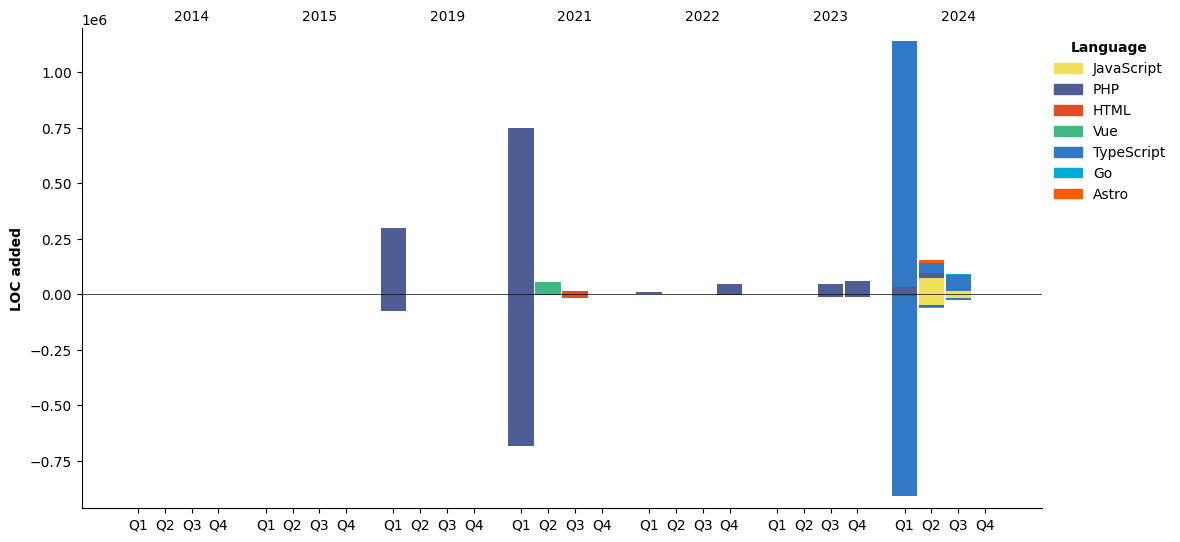 1e6
2014 2015 2019 2021 2022 2023 2024
Language
JavaScript
PHP
HTML
Vue
TypeScript
Go
Astro
LOC added
1.00
0.75
0.50
0.25
0.00
−0.25
−0.50
−0.75
Q1 Q2 Q3 Q4 Q1 Q2 Q3 Q4 Q1 Q2 Q3 Q4 Q1 Q2 Q3 Q4 Q1 Q2 Q3 Q4 Q1 Q2 Q3 Q4 Q1 Q2 Q3 Q4